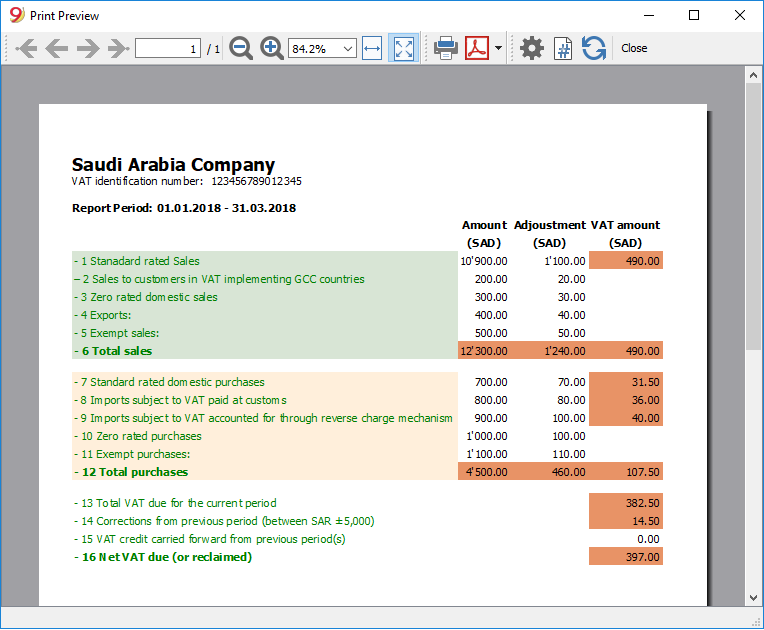 Print Preview
1 / 1 84.2% Close
Saudi Arabia Company
VAT identification number: 123456789012345
Report Period: 01.01.2018 - 31.03.2018
Amount Adjoustment VAT amount
(SAD) (SAD) (SAD)
- 1 Stanadard rated Sales 10'900.00 1'100.00 490.00
– 2 Sales to customers in VAT implementing GCC countries 200.00 20.00
- 3 Zero rated domestic sales 300.00 30.00
- 4 Exports: 400.00 40.00
- 5 Exempt sales: 500.00 50.00
- 6 Total sales 12'300.00 1'240.00 490.00
- 7 Standard rated domestic purchases 700.00 70.00 31.50
- 8 Imports subject to VAT paid at customs 800.00 80.00 36.00
- 9 Imports subject to VAT accounted for through reverse charge mechanism 900.00 100.00 40.00
- 10 Zero rated purchases 1'000.00 100.00
- 11 Exempt purchases: 1'100.00 110.00
- 12 Total purchases 4'500.00 460.00 107.50
- 13 Total VAT due for the current period 382.50
- 14 Corrections from previous period (between SAR ±5,000) 14.50
- 15 VAT credit carried forward from previous period(s) 0.00
- 16 Net VAT due (or reclaimed) 397.00